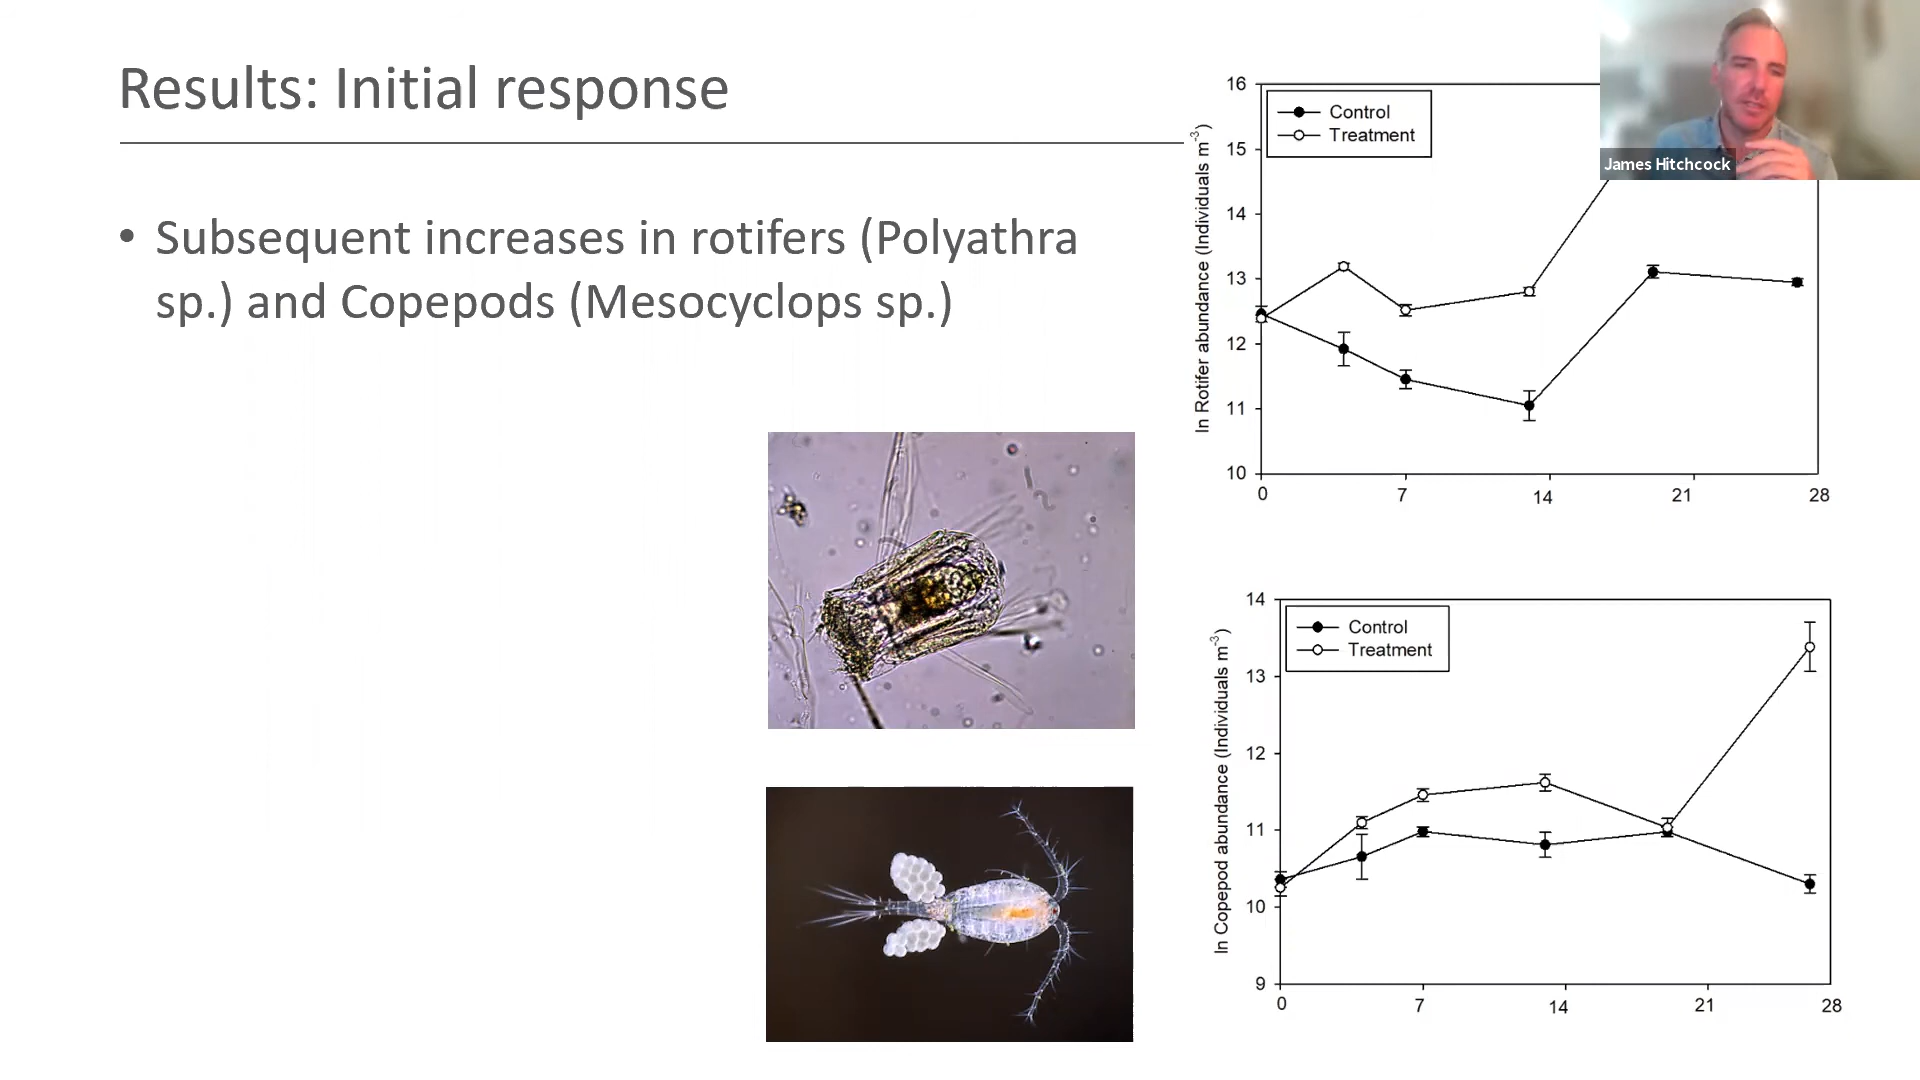 Results: Initial response
• Subsequent increases in rotifers (Polyathra
sp.) and Copepods (Mesocyclops sp.)
James Hitchcock
Control
Treatment
ln Rotifer abundance (Individuals m-3)
16
15
14
13
12
11
10
0 7 14 21 28
Control
Treatment
ln Copepod abundance (Individuals m-3)
14
13
12
11
10
9
0 7 14 21 28